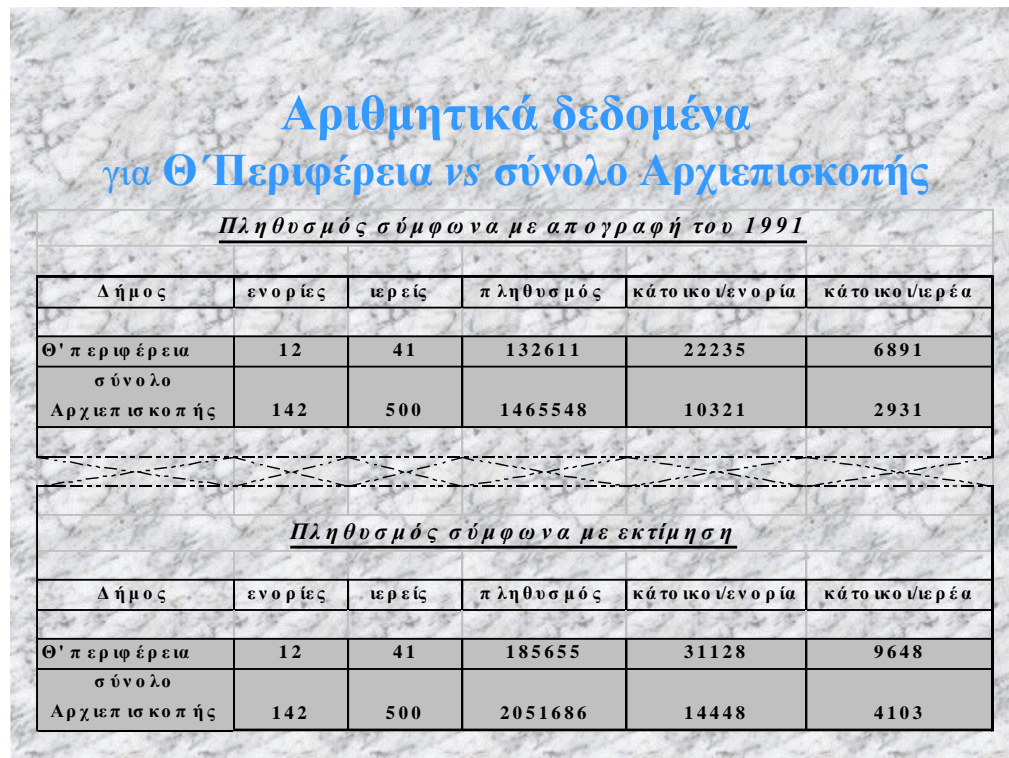 Αριθμητικά δεδομένα
για Θ΄Περιφέρεια vs σύνολο Αρχιεπισκοπής
Πληθυσμός σύμφωνα με απογραφή του 1991
Δήμος ενορίες ιερείς πληθυσμός κάτοικοι/ενορία κάτοικοι/ιερέα
Θ' περιφέρεια 12 41 132611 22235 6891
σύνολο
Αρχιεπισκοπής 142 500 1465548 10321 2931
Πληθυσμός σύμφωνα με εκτίμηση
Δήμος ενορίες ιερείς πληθυσμός κάτοικοι/ενορία κάτοικοι/ιερέα
Θ' περιφέρεια 12 41 185655 31128 9648
σύνολο
Αρχιεπισκοπής 142 500 2051686 14448 4103